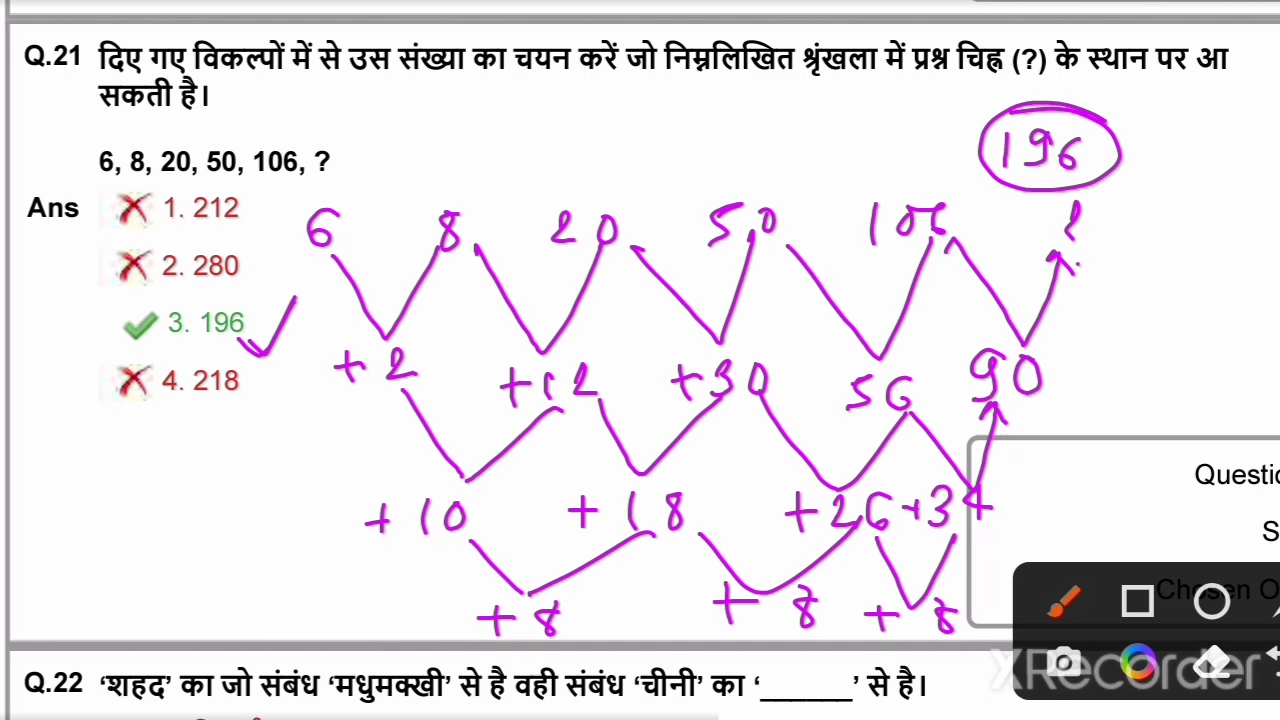 Q.21 दिए गए विकल्पों में से उस संख्या का चयन करें जो निम्नलिखित श्रृंखला में प्रश्न चिह्न (?) के स्थान पर आ
सकती है।
6, 8, 20, 50, 106, ?
196
Ans 1. 212
2. 280
3. 196
4. 218
6 8 20 50 106 ?
+2 +12 +30 56 90
+10 +18 +26 +34
+8 +8 +8
Questi
S
Chosen O
XRecorder
Q.22 ‘शहद’ का जो संबंध ‘मधुमक्खी’ से है वही संबंध ‘चीनी’ का ‘______’ से है।